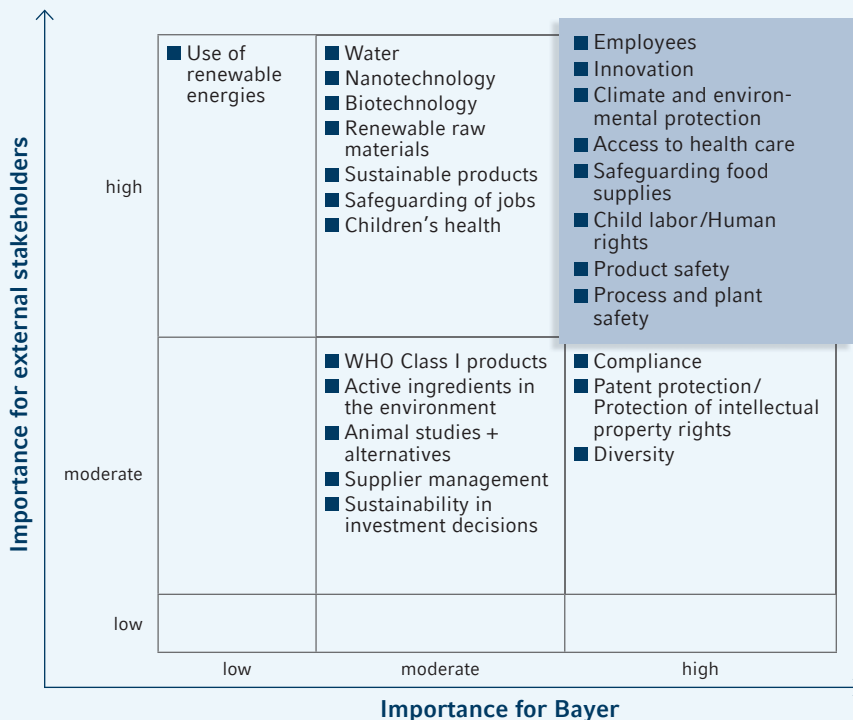 Importance for external stakeholders
high
■ Use of
renewable
energies
■ Water
■ Nanotechnology
■ Biotechnology
■ Renewable raw
materials
■ Sustainable products
■ Safeguarding of jobs
■ Children’s health
■ Employees
■ Innovation
■ Climate and environ-
mental protection
■ Access to health care
■ Safeguarding food
supplies
■ Child labor/Human
rights
■ Product safety
■ Process and plant
safety
moderate
■ WHO Class I products
■ Active ingredients in
the environment
■ Animal studies +
alternatives
■ Supplier management
■ Sustainability in
investment decisions
■ Compliance
■ Patent protection/
Protection of intellectual
property rights
■ Diversity
low
low
moderate
high
Importance for Bayer